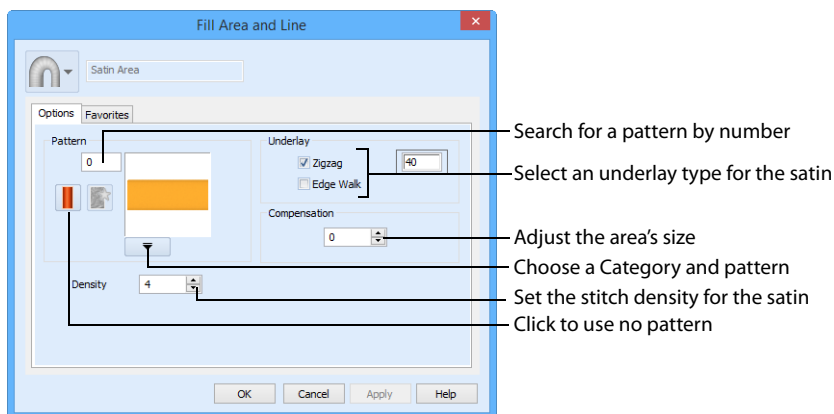 Fill Area and Line
Satin Area
Options Favorites
Pattern
0
Underlay
Zigzag
40
Edge Walk
Compensation
0
Density 4
OK Cancel Apply Help
Search for a pattern by number
Select an underlay type for the satin
Adjust the area's size
Choose a Category and pattern
Set the stitch density for the satin
Click to use no pattern